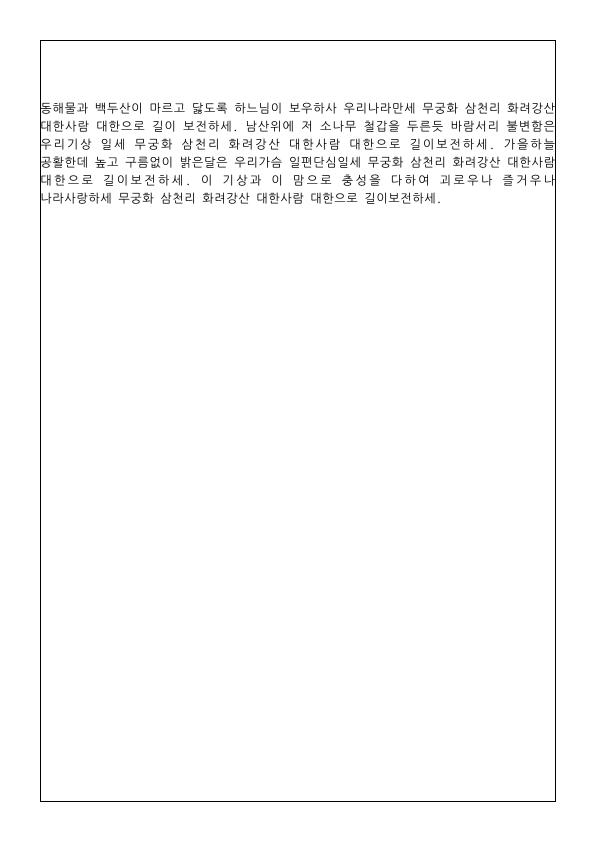 동해물과 백두산이 마르고 닳도록 하느님이 보우하사 우리나라만세 무궁화 삼천리 화려강산
대한사람 대한으로 길이 보전하세. 남산위에 저 소나무 철갑을 두른듯 바람서리 불변함은
우리기상 일세 무궁화 삼천리 화려강산 대한사람 대한으로 길이보전하세. 가을하늘
공활한데 높고 구름없이 밝은달은 우리가슴 일편단심일세 무궁화 삼천리 화려강산 대한사람
대한으로 길이보전하세. 이 기상과 이 맘으로 충성을 다하여 괴로우나 즐거우나
나라사랑하세 무궁화 삼천리 화려강산 대한사람 대한으로 길이보전하세.